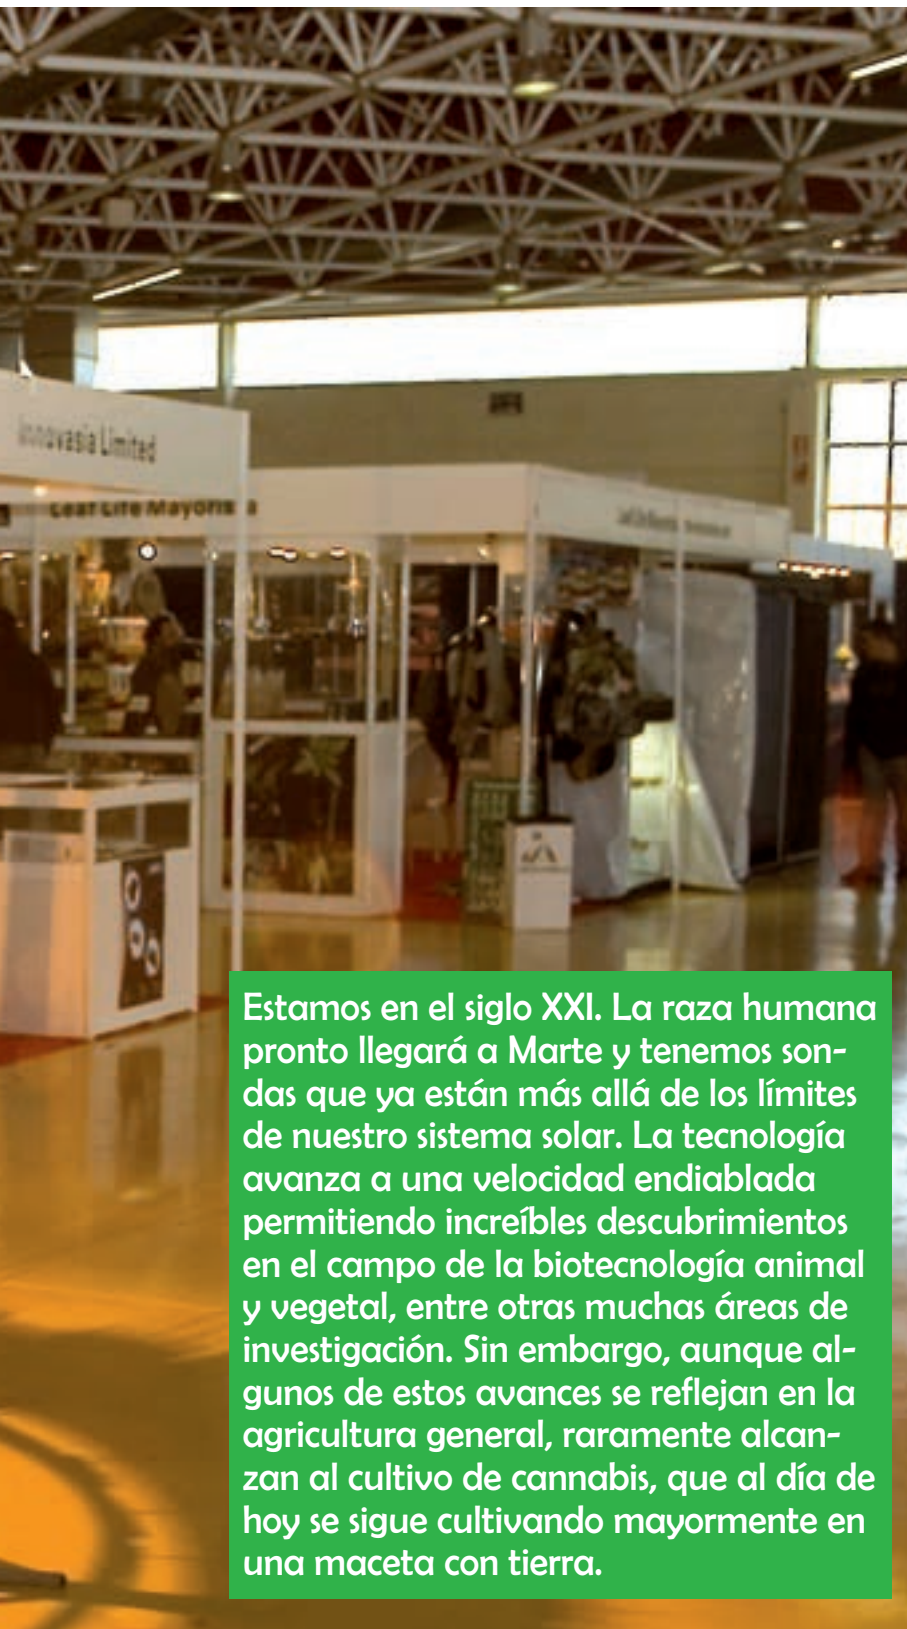 Innovasia Limited
Leaf Life Mayorista
Estamos en el siglo XXI. La raza humana
pronto llegará a Marte y tenemos son-
das que ya están más allá de los límites
de nuestro sistema solar. La tecnología
avanza a una velocidad endiablada
permitiendo increíbles descubrimientos
en el campo de la biotecnología animal
y vegetal, entre otras muchas áreas de
investigación. Sin embargo, aunque al-
gunos de estos avances se reflejan en la
agricultura general, raramente alcan-
zan al cultivo de cannabis, que al día de
hoy se sigue cultivando mayormente en
una maceta con tierra.